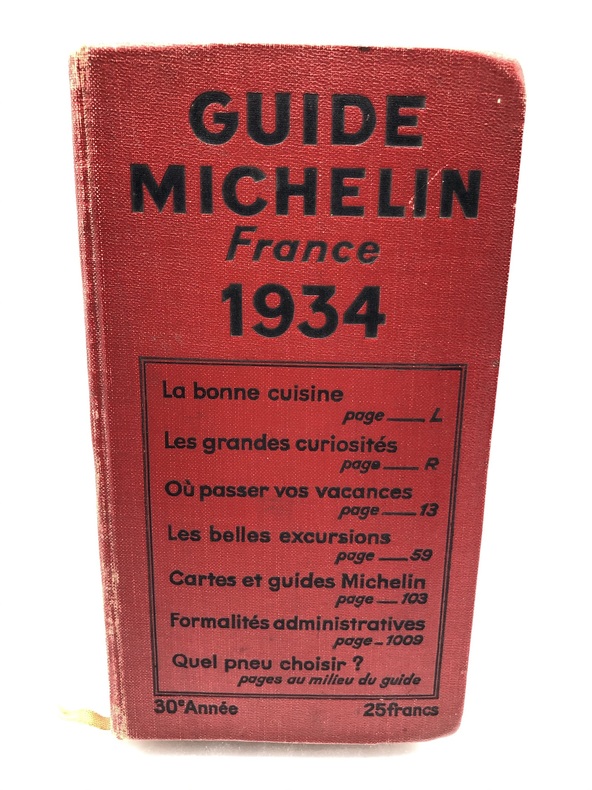 GUIDE
MICHELIN
France
1934
La bonne cuisine
page — L
Les grandes curiosités
page — R
Où passer vos vacances
page — 13
Les belles excursions
page — 59
Cartes et guides Michelin
page — 103
Formalités administratives
page - 1009
Quel pneu choisir ?
pages au milieu du guide
30e Année 25 francs